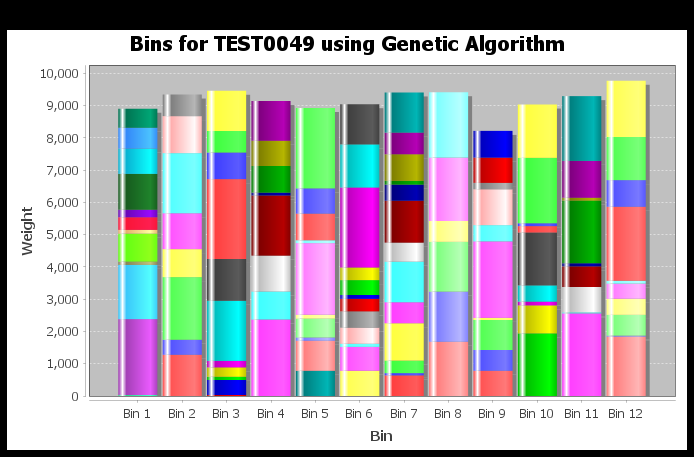 Bins for TEST0049 using Genetic Algorithm
10,000
9,000
8,000
7,000
6,000
5,000
4,000
3,000
2,000
1,000
0
Weight
Bin 1 Bin 2 Bin 3 Bin 4 Bin 5 Bin 6 Bin 7 Bin 8 Bin 9 Bin 10 Bin 11 Bin 12
Bin